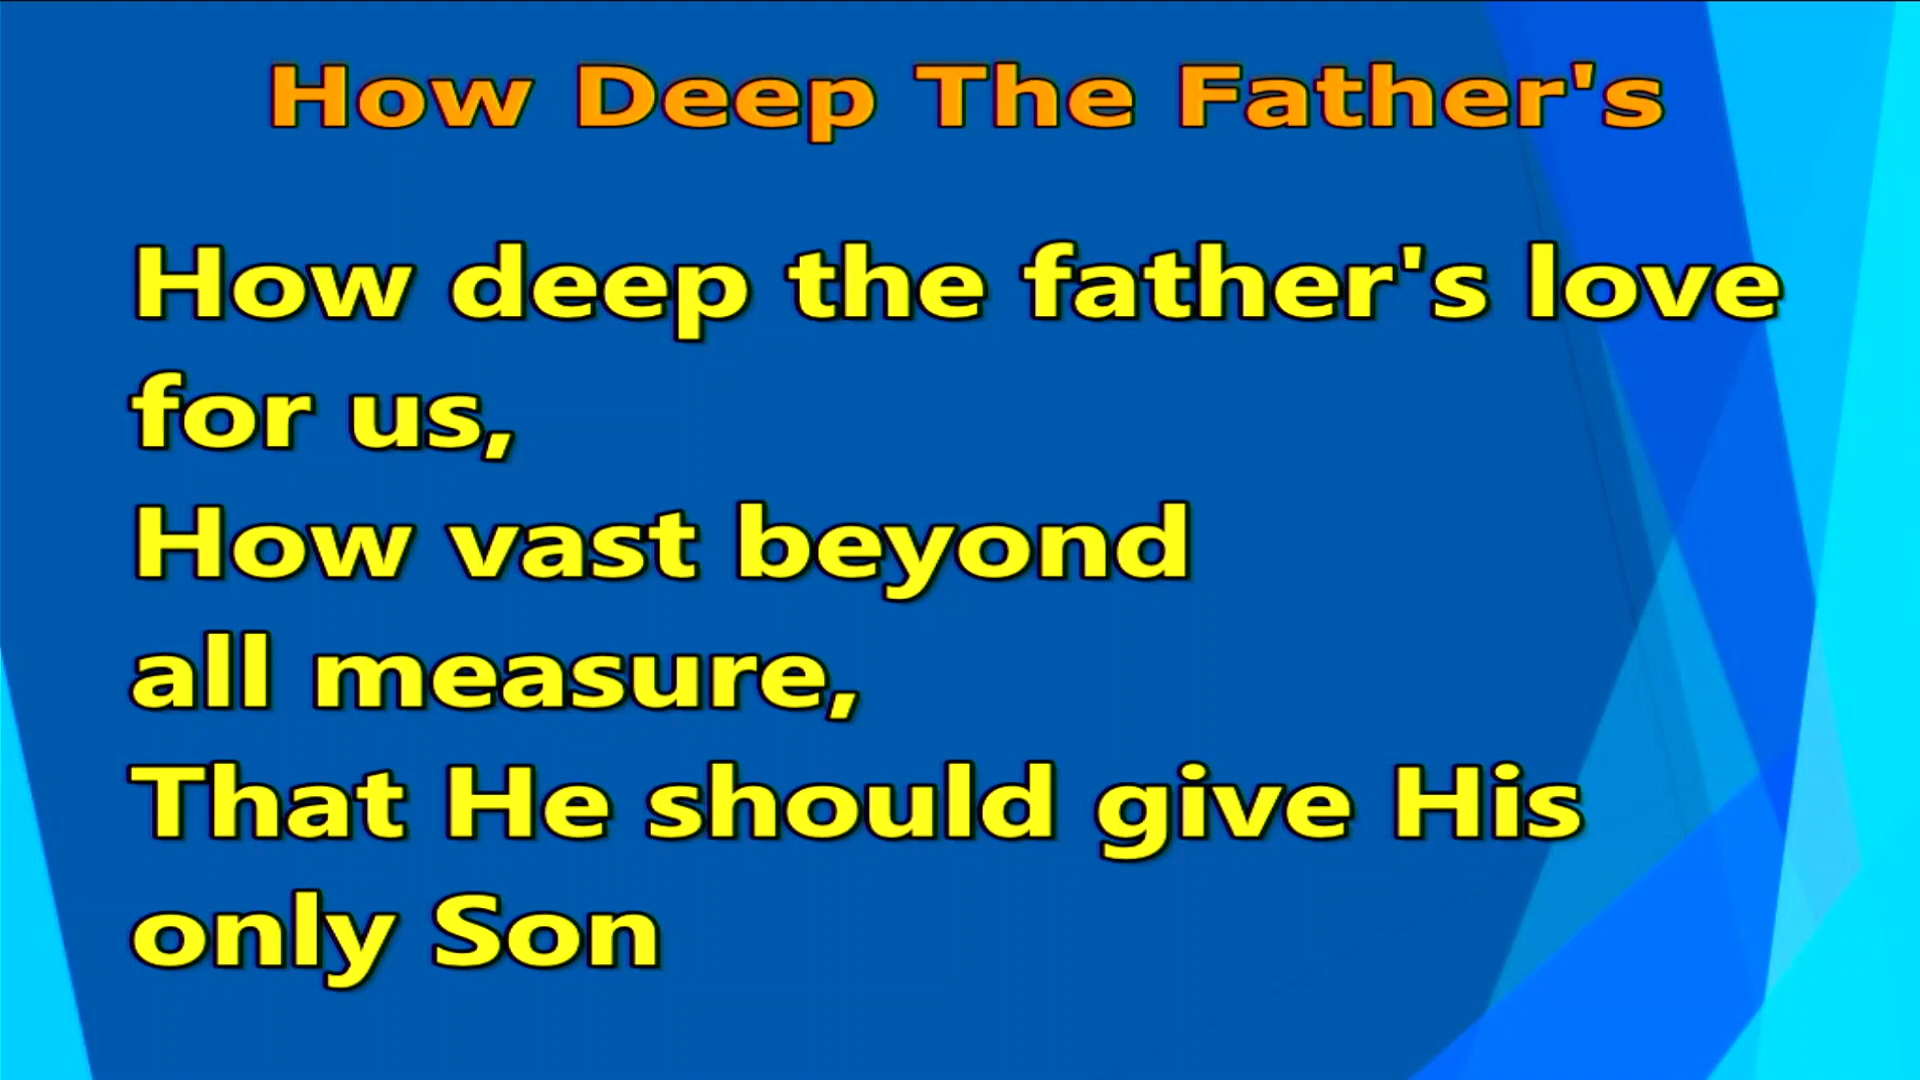 How Deep The Father's
How deep the father's love
for us,
How vast beyond
all measure,
That He should give His
only Son